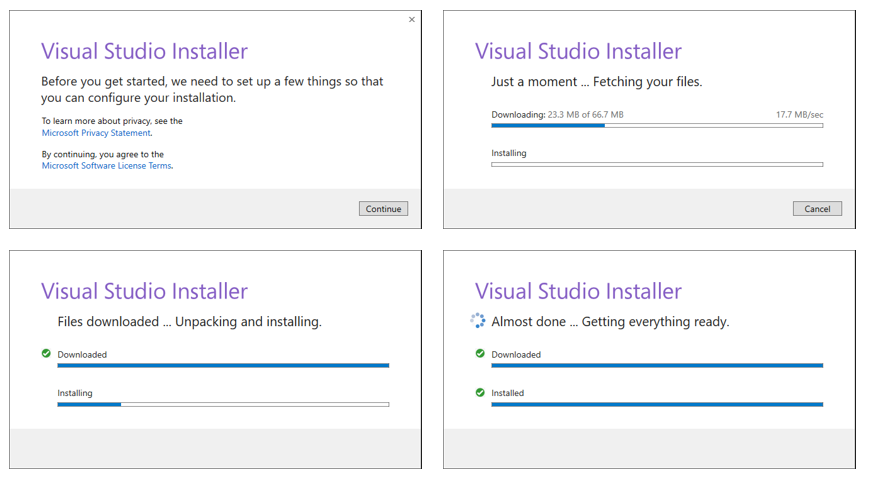 Visual Studio Installer
Before you get started, we need to set up a few things so that
you can configure your installation.
To learn more about privacy, see the
Microsoft Privacy Statement.
By continuing, you agree to the
Microsoft Software License Terms.
Continue
Visual Studio Installer
Just a moment ... Fetching your files.
Downloading: 23.3 MB of 66.7 MB 17.7 MB/sec
Installing
Cancel
Visual Studio Installer
Files downloaded ... Unpacking and installing.
Downloaded
Installing
Visual Studio Installer
Almost done ... Getting everything ready.
Downloaded
Installed